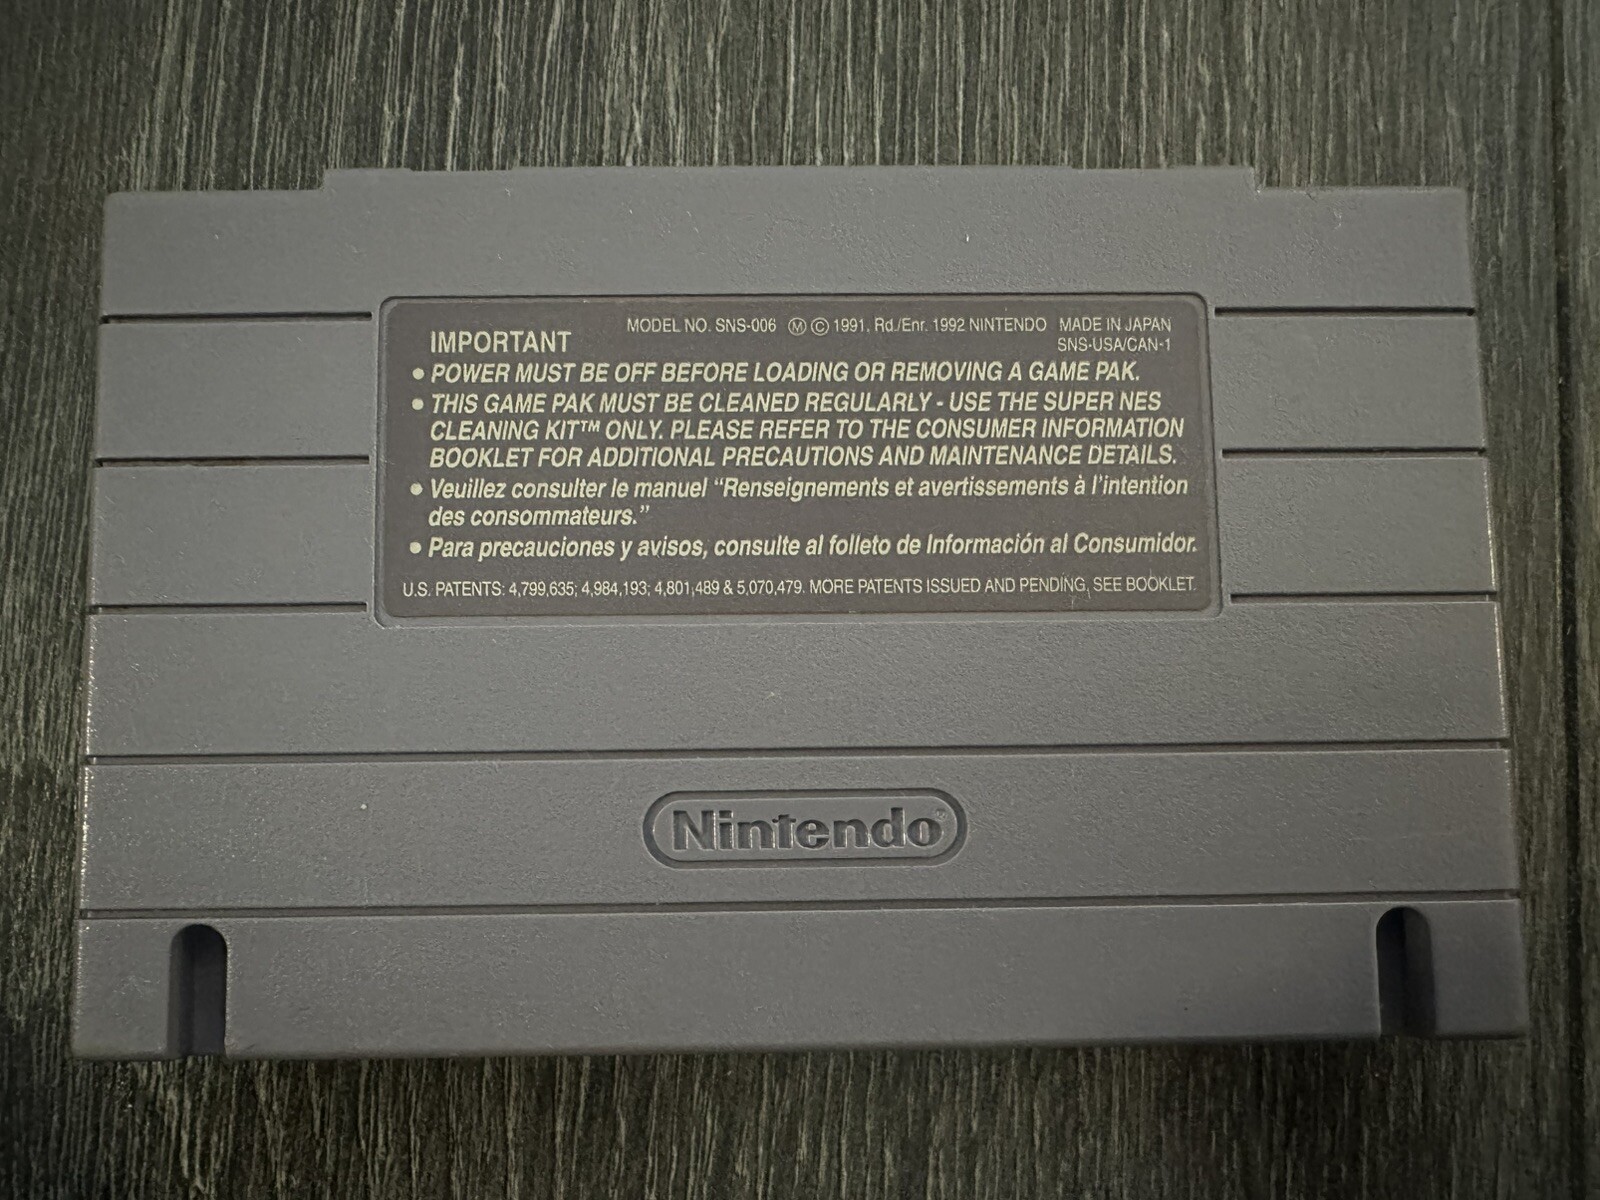 MODEL NO. SNS-006 Ⓜ © 1991, Rd./Enr. 1992 NINTENDO MADE IN JAPAN
SNS-USA/CAN-1
IMPORTANT
• POWER MUST BE OFF BEFORE LOADING OR REMOVING A GAME PAK.
• THIS GAME PAK MUST BE CLEANED REGULARLY - USE THE SUPER NES
CLEANING KIT™ ONLY. PLEASE REFER TO THE CONSUMER INFORMATION
BOOKLET FOR ADDITIONAL PRECAUTIONS AND MAINTENANCE DETAILS.
• Veuillez consulter le manuel “Renseignements et avertissements à l’intention
des consommateurs.”
• Para precauciones y avisos, consulte al folleto de Información al Consumidor.
U.S. PATENTS: 4,799,635; 4,984,193; 4,801,489 & 5,070,479. MORE PATENTS ISSUED AND PENDING, SEE BOOKLET.
Nintendo